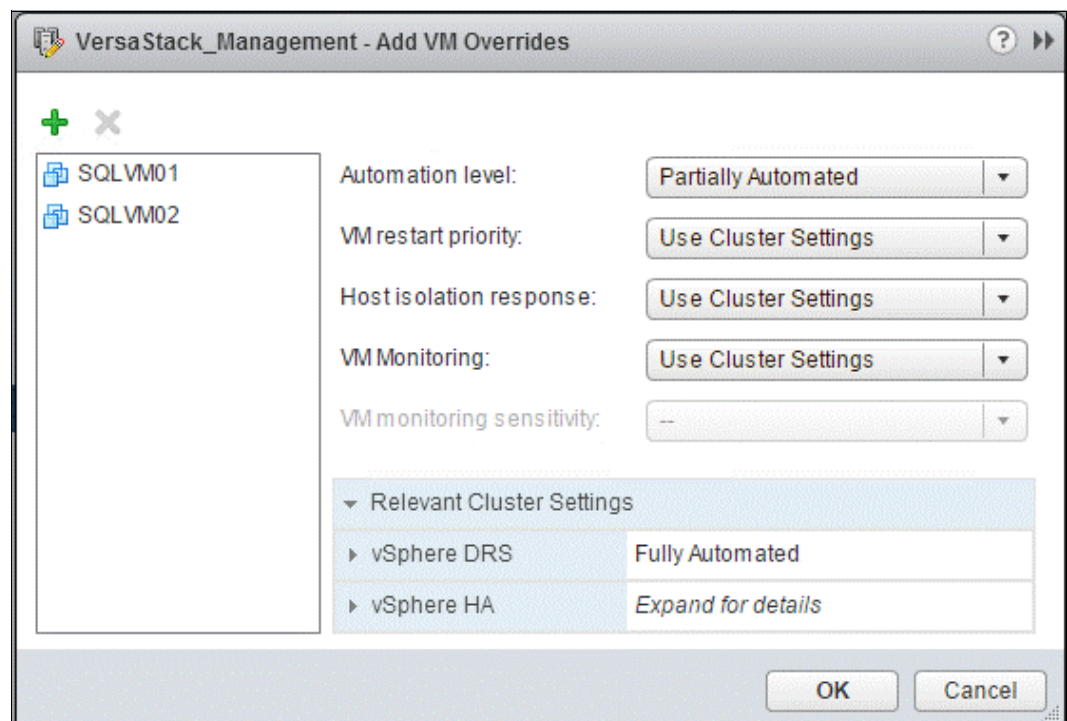 VersaStack_Management - Add VM Overrides
SQLVM01
SQLVM02
Automation level: Partially Automated
VM restart priority: Use Cluster Settings
Host isolation response: Use Cluster Settings
VM Monitoring: Use Cluster Settings
VM monitoring sensitivity: --
Relevant Cluster Settings
vSphere DRS Fully Automated
vSphere HA Expand for details
OK Cancel